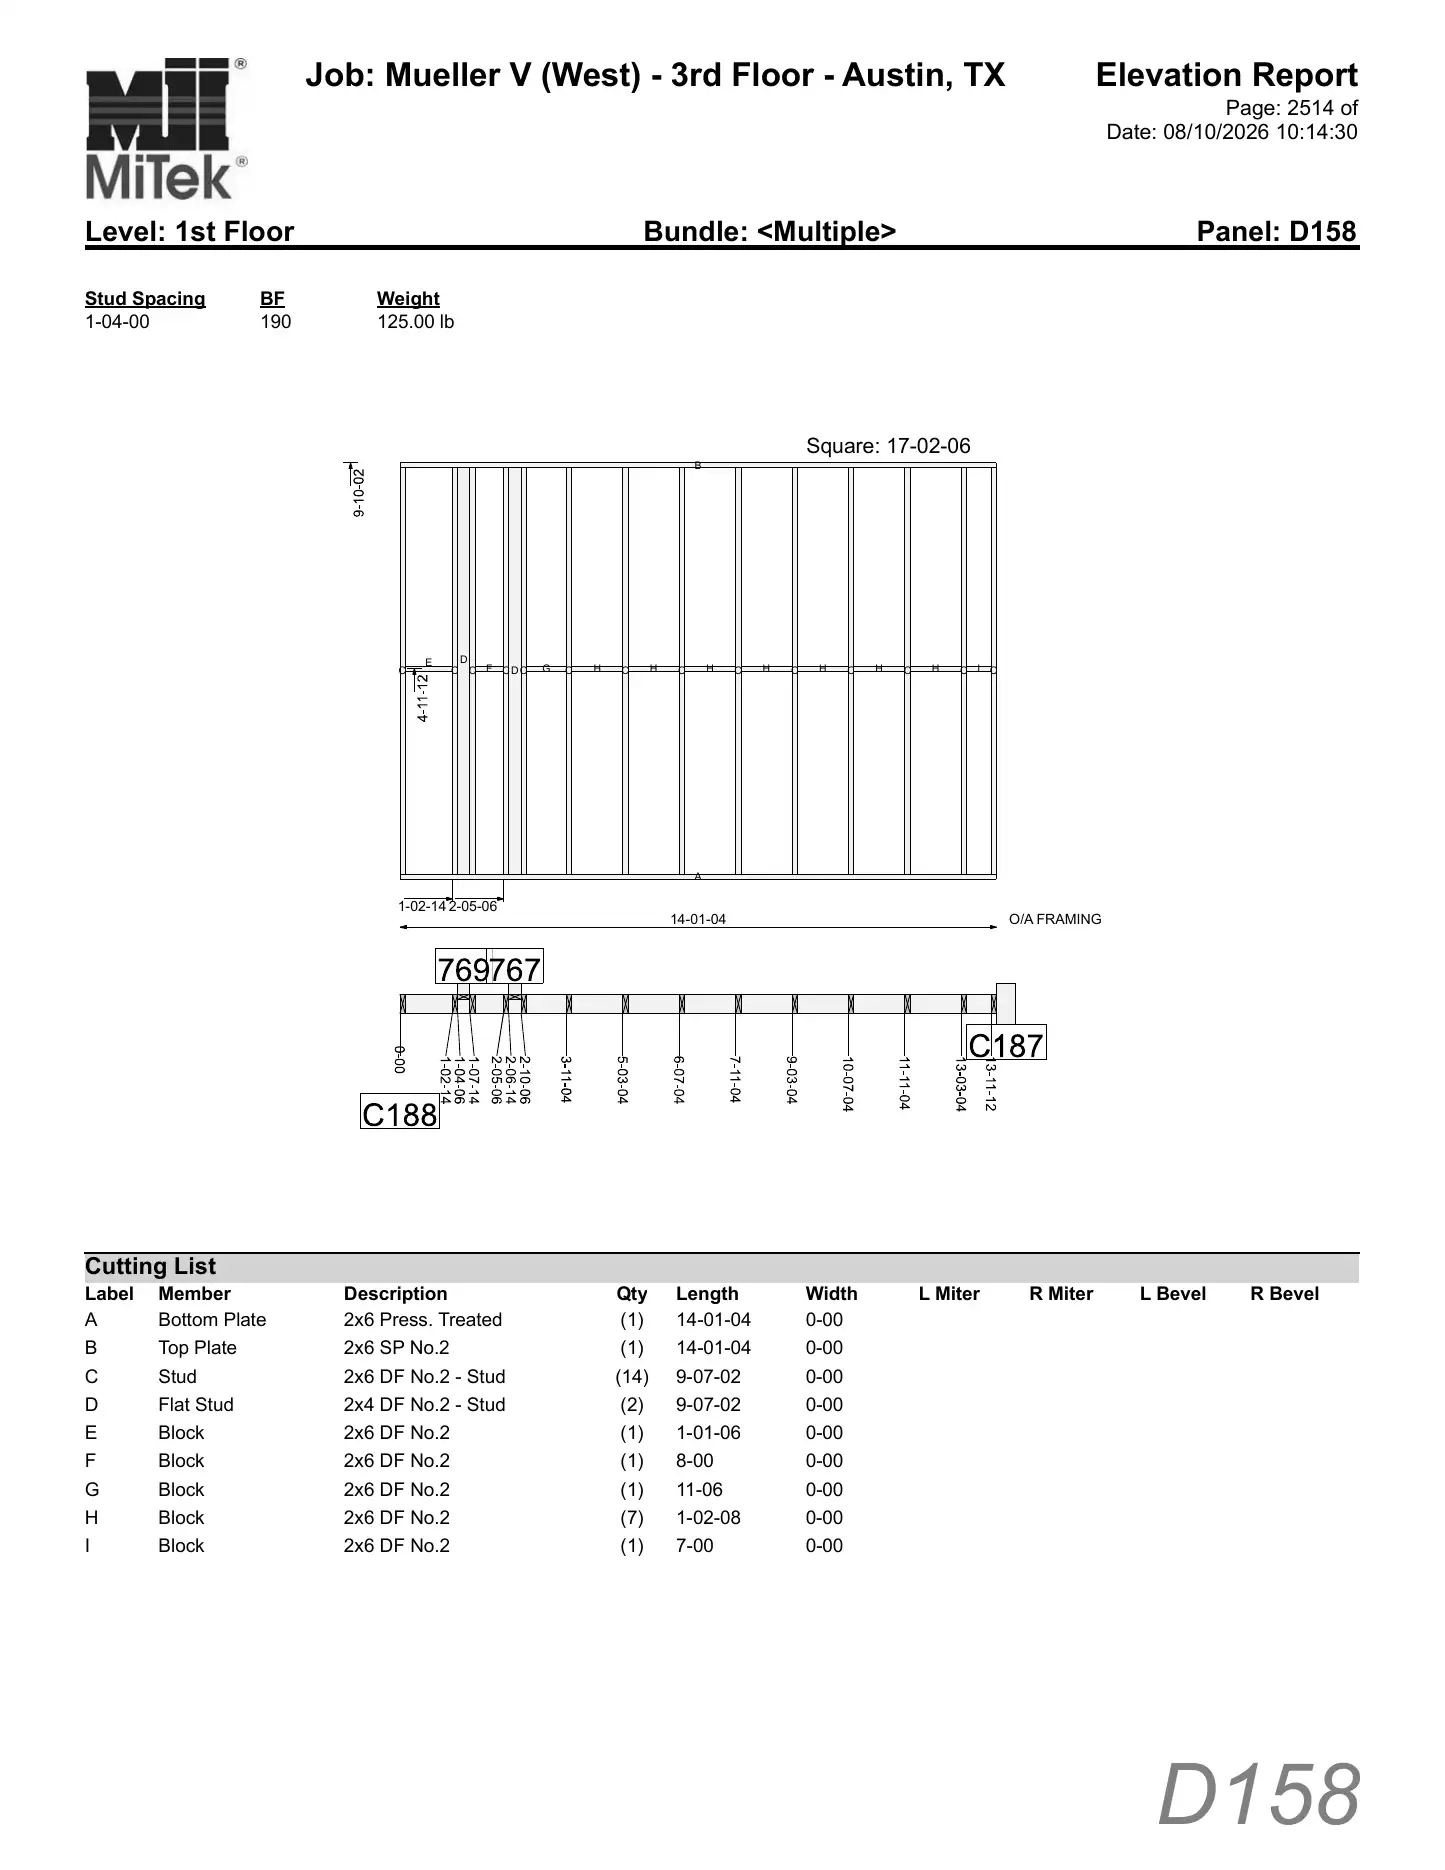 Job: Mueller V (West) - 3rd Floor - Austin, TX
Elevation Report
Page: 2514 of
Date: 08/10/2026 10:14:30
MiTek®
Level: 1st Floor Bundle: <Multiple> Panel: D158
Stud Spacing BF Weight
1-04-00 190 125.00 lb
Square: 17-02-06
B
9-10-02
E D F D G H H H H H H H I
4-11-12
A
1-02-14 2-05-06
14-01-04 O/A FRAMING
769 767
C187
0-00 1-02-14 1-04-06 1-07-14 2-05-06 2-06-14 2-10-06 3-11-04 5-03-04 6-07-04 7-11-04 9-03-04 10-07-04 11-11-04 13-03-04 13-11-12
C188
Cutting List
Label Member Description Qty Length Width L Miter R Miter L Bevel R Bevel
A Bottom Plate 2x6 Press. Treated (1) 14-01-04 0-00
B Top Plate 2x6 SP No.2 (1) 14-01-04 0-00
C Stud 2x6 DF No.2 - Stud (14) 9-07-02 0-00
D Flat Stud 2x4 DF No.2 - Stud (2) 9-07-02 0-00
E Block 2x6 DF No.2 (1) 1-01-06 0-00
F Block 2x6 DF No.2 (1) 8-00 0-00
G Block 2x6 DF No.2 (1) 11-06 0-00
H Block 2x6 DF No.2 (7) 1-02-08 0-00
I Block 2x6 DF No.2 (1) 7-00 0-00
D158